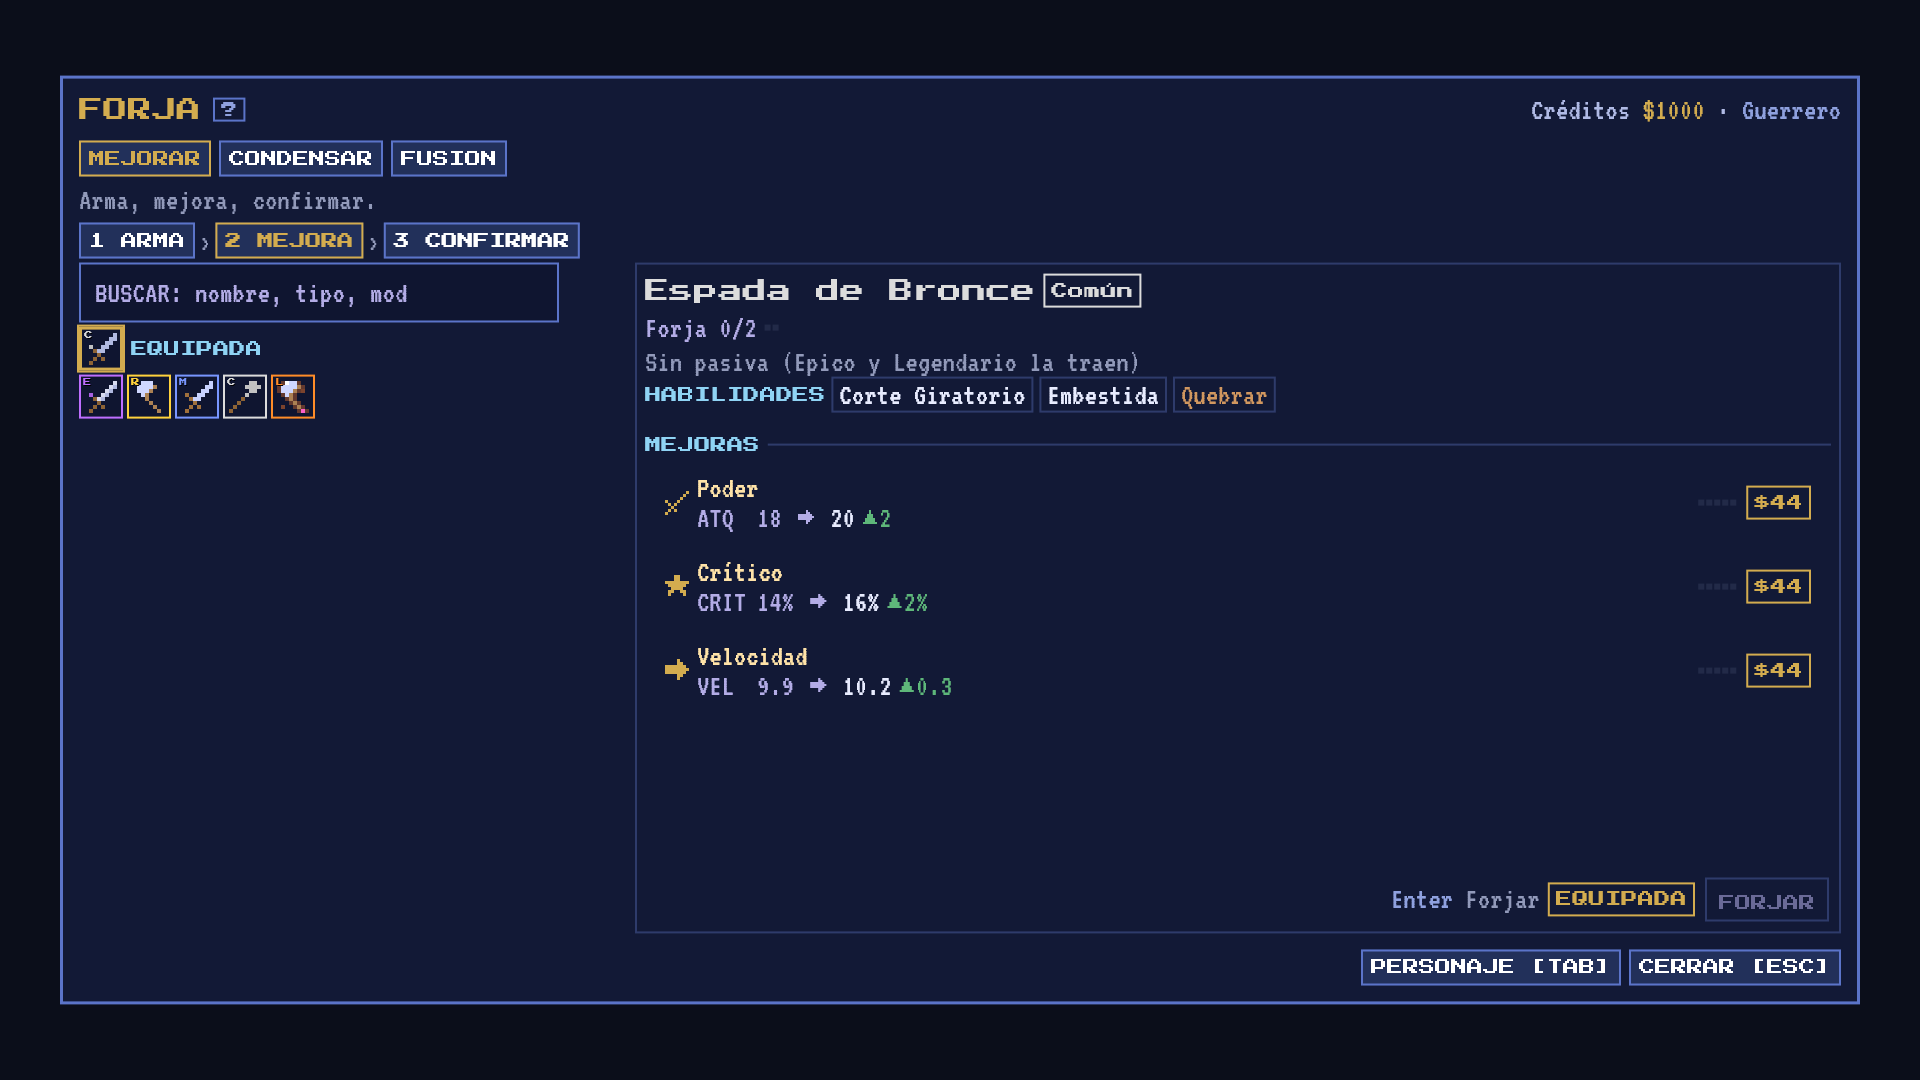 FORJA ?
Créditos $1000 · Guerrero
MEJORAR CONDENSAR FUSION
Arma, mejora, confirmar.
1 ARMA › 2 MEJORA › 3 CONFIRMAR
BUSCAR: nombre, tipo, mod
C EQUIPADA
E R M C L
Espada de Bronce Común
Forja 0/2
Sin pasiva (Epico y Legendario la traen)
HABILIDADES Corte Giratorio Embestida Quebrar
MEJORAS
Poder
ATQ 18 → 20 ▲2 $44
Crítico
CRIT 14% → 16% ▲2% $44
Velocidad
VEL 9.9 → 10.2 ▲0.3 $44
Enter Forjar EQUIPADA FORJAR
PERSONAJE [TAB] CERRAR [ESC]